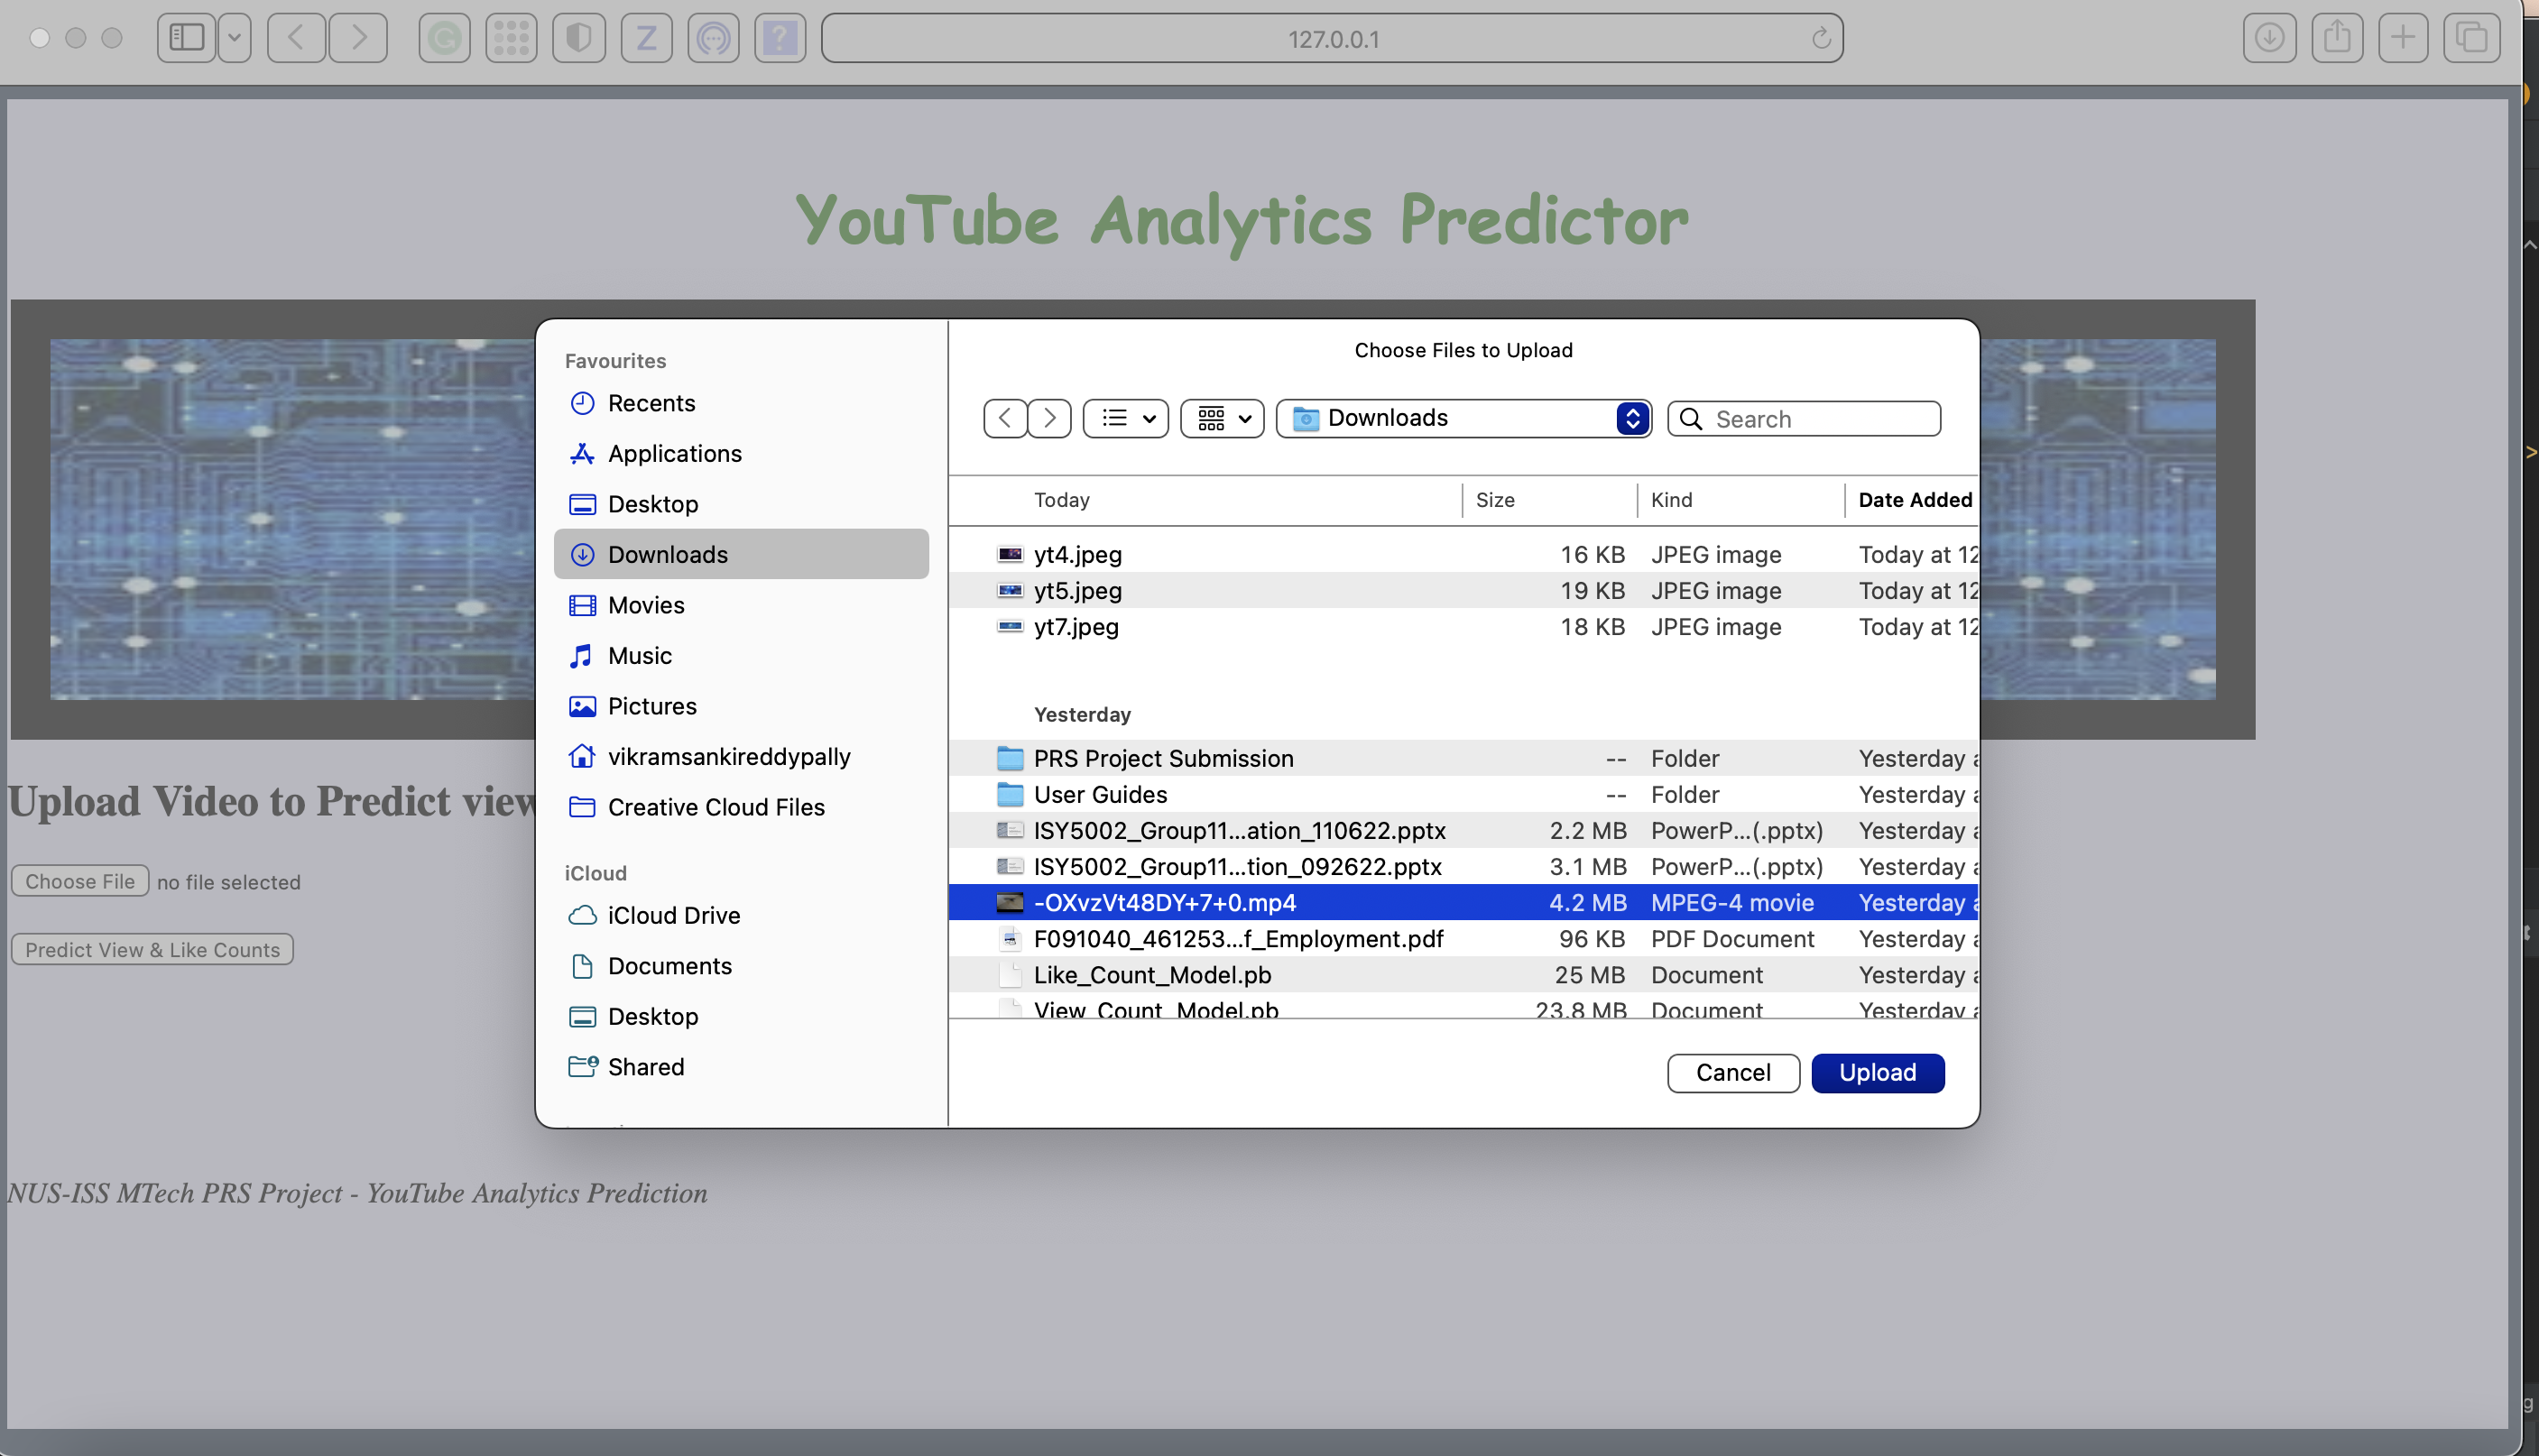 127.0.0.1
YouTube Analytics Predictor
Choose Files to Upload
Favourites
Recents
Applications
Desktop
Downloads
Movies
Music
Pictures
vikramsankireddypally
Creative Cloud Files
iCloud
iCloud Drive
Documents
Desktop
Shared
Downloads
Search
Today Size Kind Date Added
yt4.jpeg 16 KB JPEG image Today at 12
yt5.jpeg 19 KB JPEG image Today at 12
yt7.jpeg 18 KB JPEG image Today at 12
Yesterday
PRS Project Submission -- Folder Yesterday a
User Guides -- Folder Yesterday a
ISY5002_Group11...ation_110622.pptx 2.2 MB PowerP...(.pptx) Yesterday a
ISY5002_Group11...tion_092622.pptx 3.1 MB PowerP...(.pptx) Yesterday a
-OXvzVt48DY+7+0.mp4 4.2 MB MPEG-4 movie Yesterday a
F091040_461253...f_Employment.pdf 96 KB PDF Document Yesterday a
Like_Count_Model.pb 25 MB Document Yesterday a
View_Count_Model.pb 23.8 MB Document Yesterday a
Cancel Upload
Upload Video to Predict view
Choose File no file selected
Predict View & Like Counts
NUS-ISS MTech PRS Project - YouTube Analytics Prediction